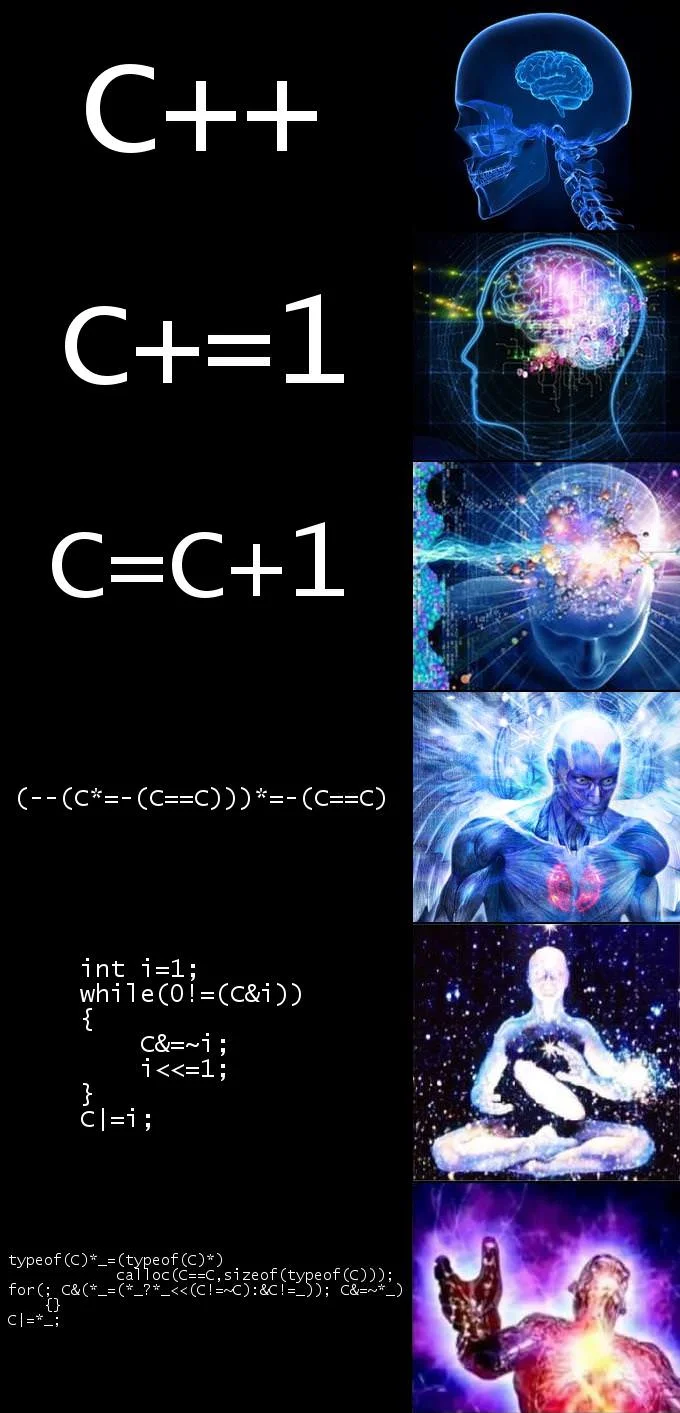 C++
C+=1
C=C+1
(--(C*=-(C==C)))*=-(C==C)
int i=1;
while(0!=(C&i))
{
    C&=~i;
    i<<=1;
}
C|=i;
typeof(C)*_=(typeof(C)*)
            calloc(C==C,sizeof(typeof(C)));
for(; C&(*_=(*_?*_<<(C!=~C):&C!=_)); C&=~*_)
    {}
C|=*_;